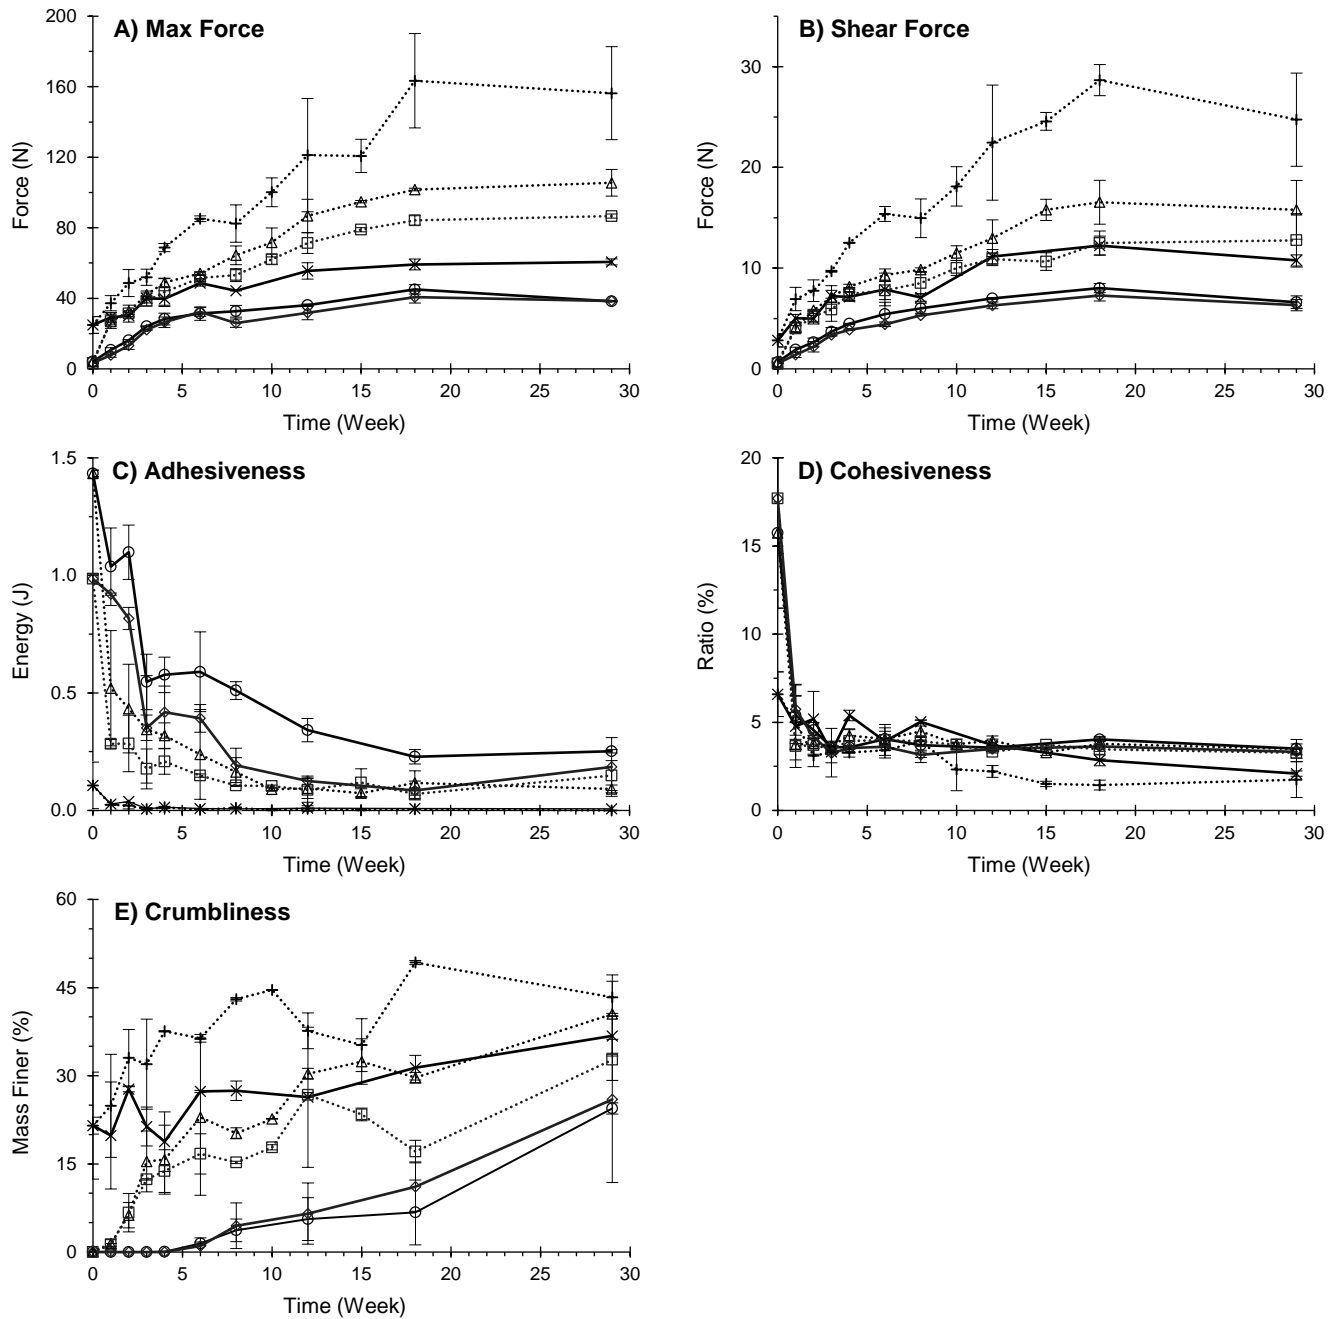 A) Max Force
200
160
120
80
40
0
Force (N)
0 5 10 15 20 25 30
Time (Week)
B) Shear Force
30
20
10
0
Force (N)
0 5 10 15 20 25 30
Time (Week)
C) Adhesiveness
1.5
1.0
0.5
0.0
Energy (J)
0 5 10 15 20 25 30
Time (Week)
D) Cohesiveness
20
15
10
5
0
Ratio (%)
0 5 10 15 20 25 30
Time (Week)
E) Crumbliness
60
45
30
15
0
Mass Finer (%)
0 5 10 15 20 25 30
Time (Week)